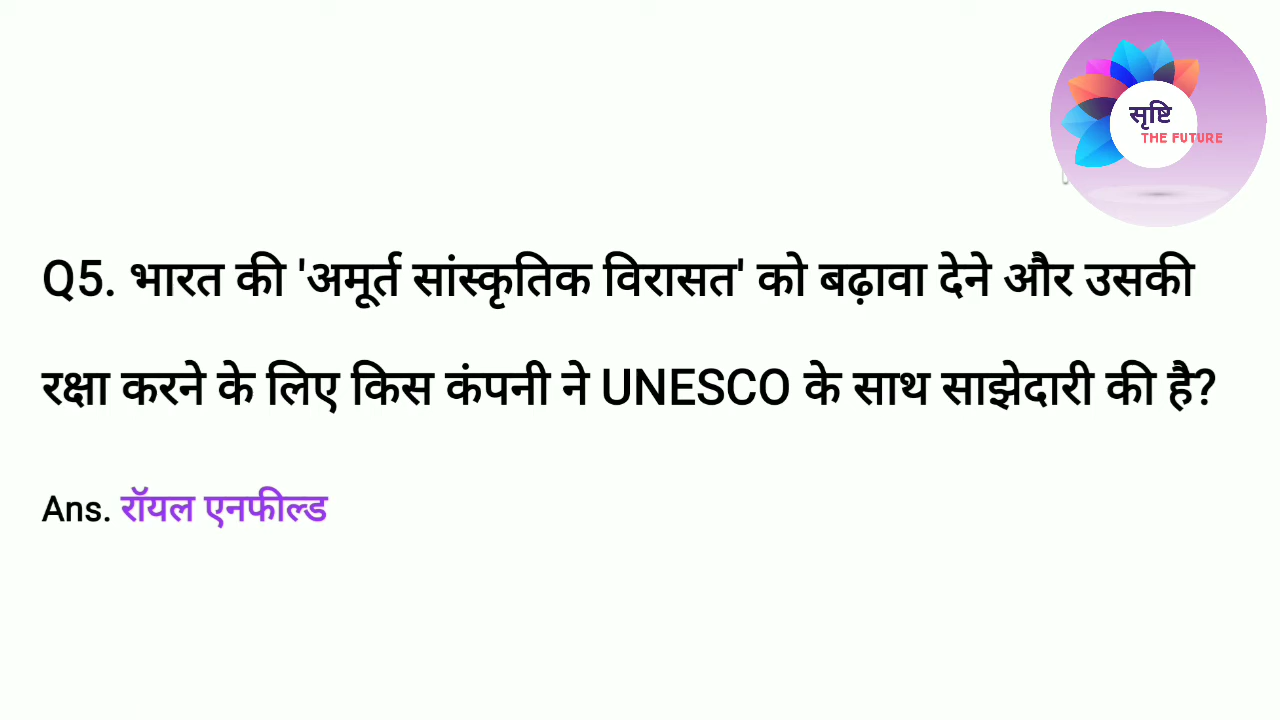 सृष्टि
THE FUTURE
Q5. भारत की 'अमूर्त सांस्कृतिक विरासत' को बढ़ावा देने और उसकी
रक्षा करने के लिए किस कंपनी ने UNESCO के साथ साझेदारी की है?
Ans. रॉयल एनफील्ड